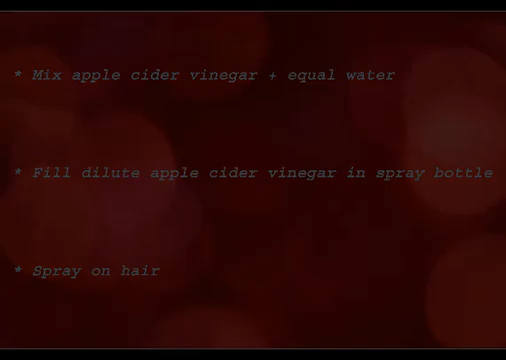 * Mix apple cider vinegar + equal water
* Fill dilute apple cider vinegar in spray bottle
* Spray on hair